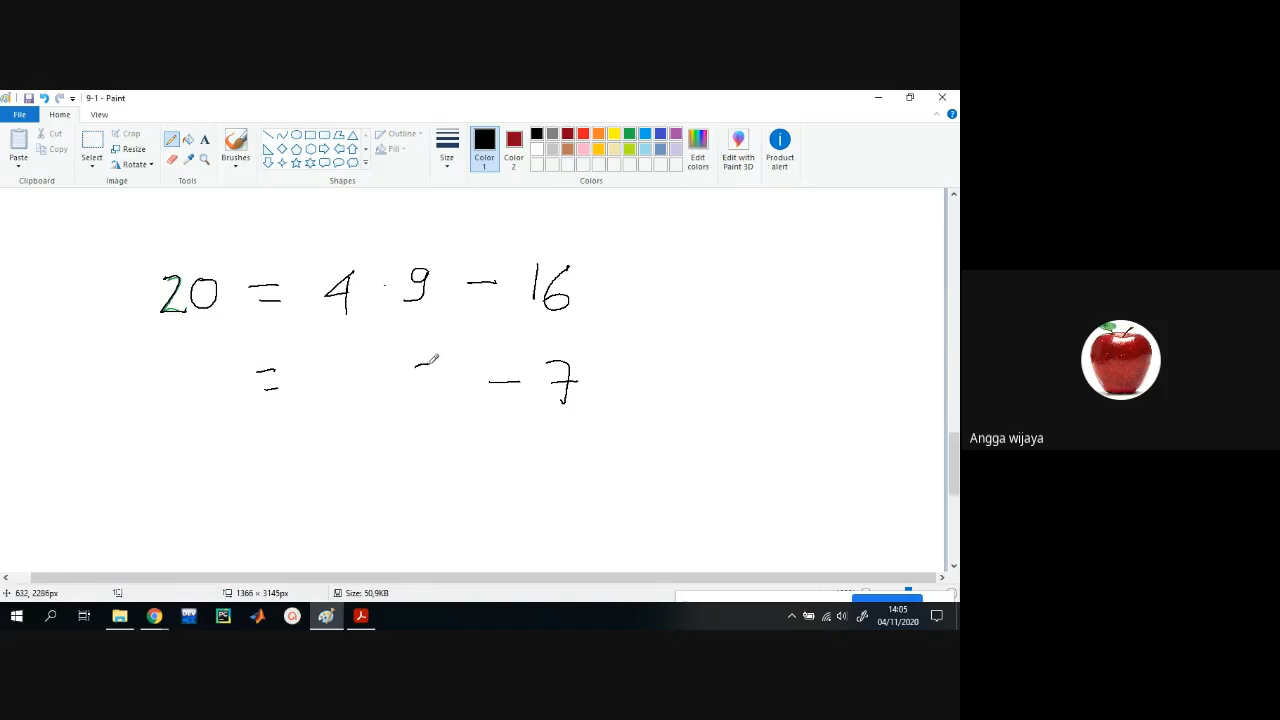 9-1 - Paint
File Home View
Paste
Cut
Copy
Clipboard
Select
Crop
Resize
Rotate
Image
Tools
Brushes
Shapes
Outline
Fill
Size
Color 1
Color 2
Colors
Edit colors
Edit with Paint 3D
Product alert
20 = 4 · 9 - 16
= - 7
Angga wijaya
632, 2286px
1366 × 3145px
Size: 50,9KB
14:05
04/11/2020